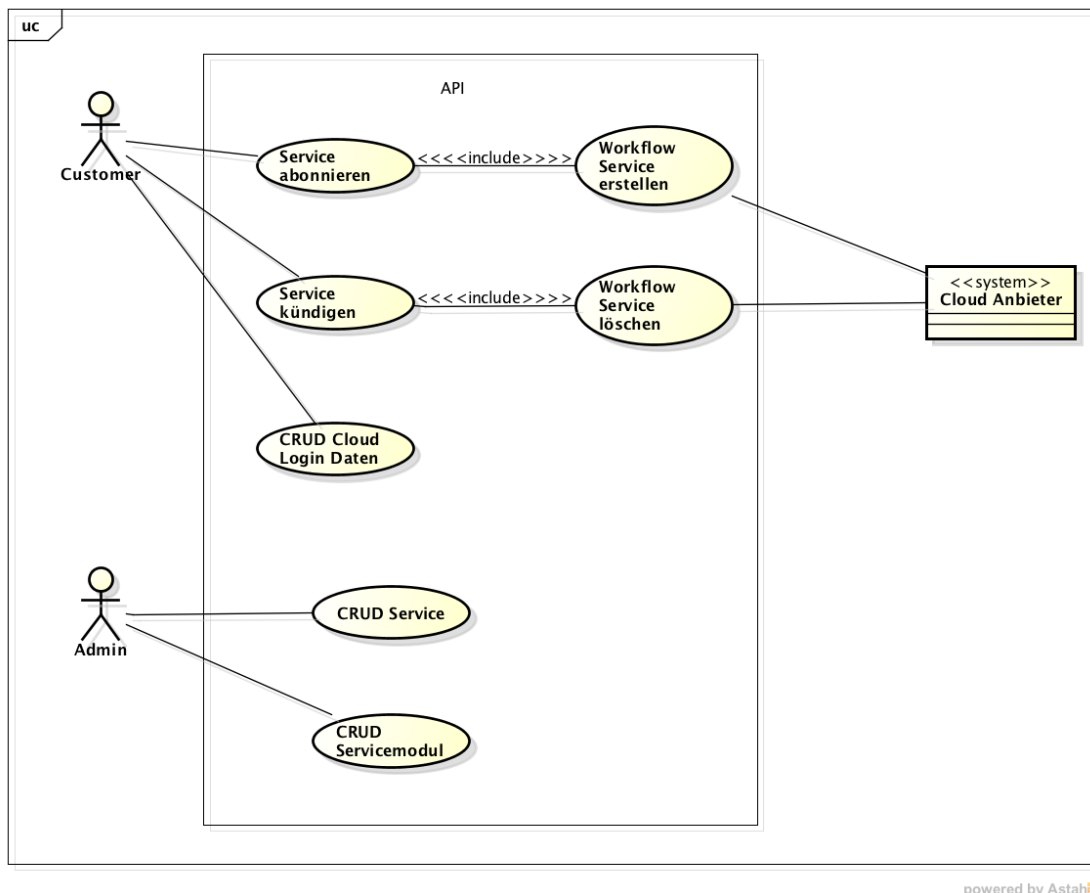 uc
API
Customer
Service
abonnieren
<<<<include>>>>
Workflow
Service
erstellen
Service
kündigen
<<<<include>>>>
Workflow
Service
löschen
<<system>>
Cloud Anbieter
CRUD Cloud
Login Daten
Admin
CRUD Service
CRUD
Servicemodul
powered by Astah